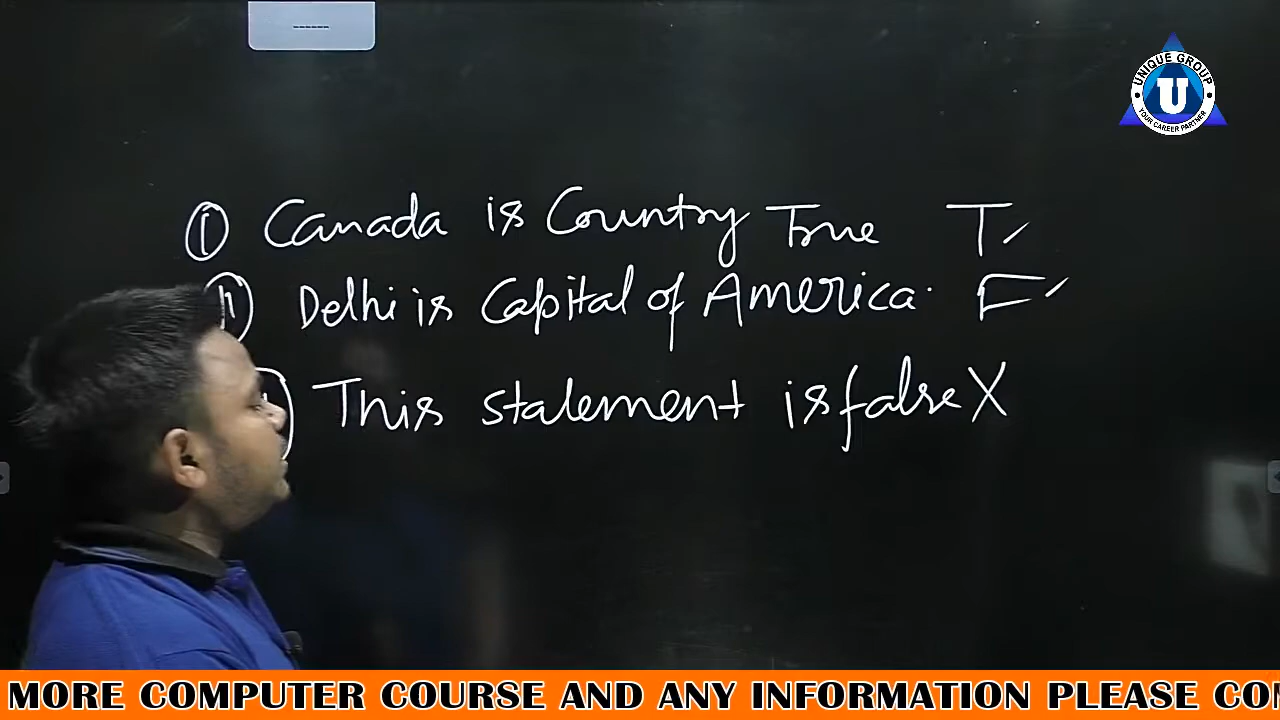 ------
UNIQUE GROUP
U
YOUR CAREER PARTNER
(i) Canada is Country True T
(ii) Delhi is Capital of America. F
This statement is false X
MORE COMPUTER COURSE AND ANY INFORMATION PLEASE CON